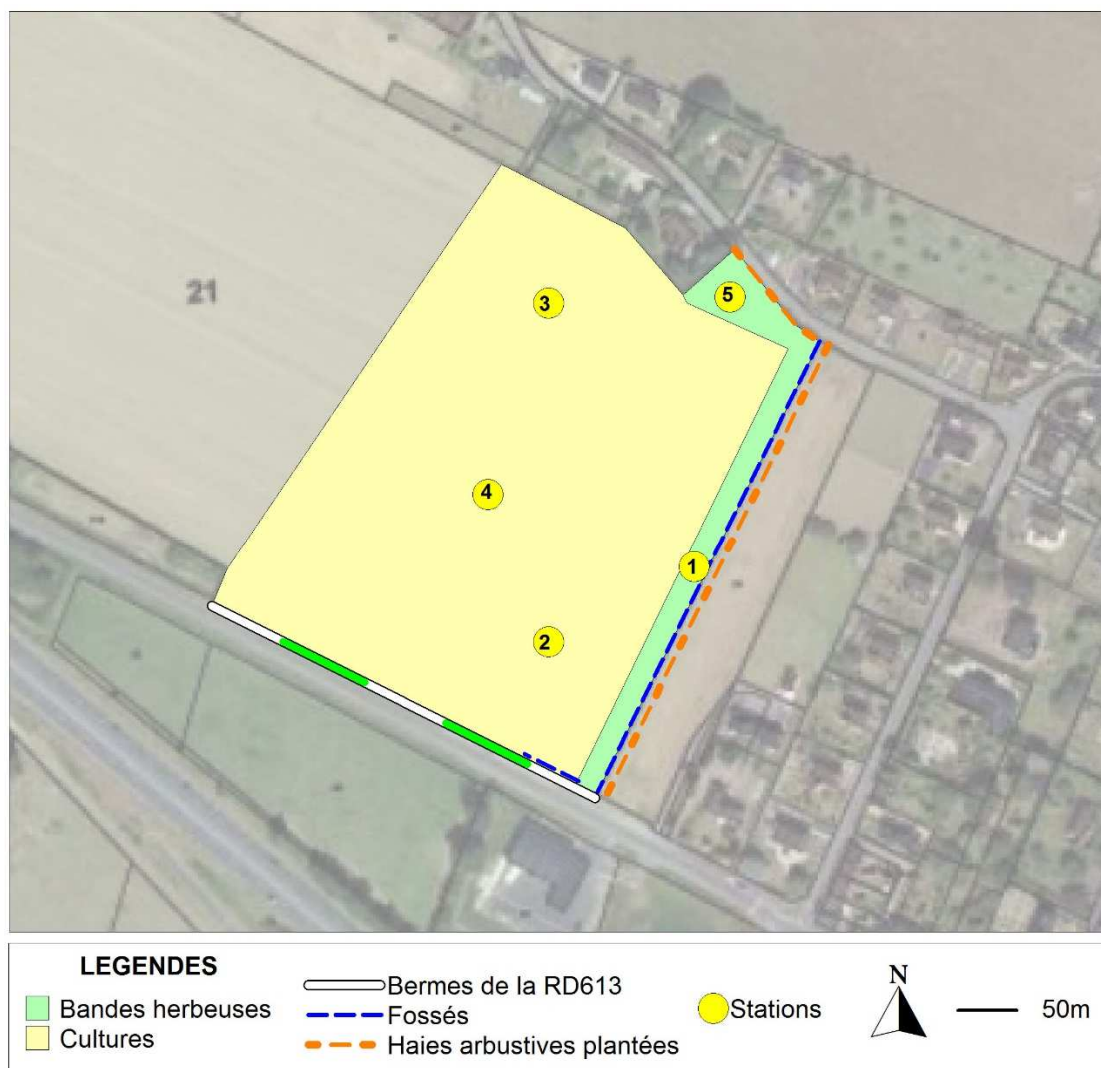 21
3
5
4
1
2
LEGENDES
Bandes herbeuses
Cultures
Bermes de la RD613
Fossés
Haies arbustives plantées
Stations
N
50m